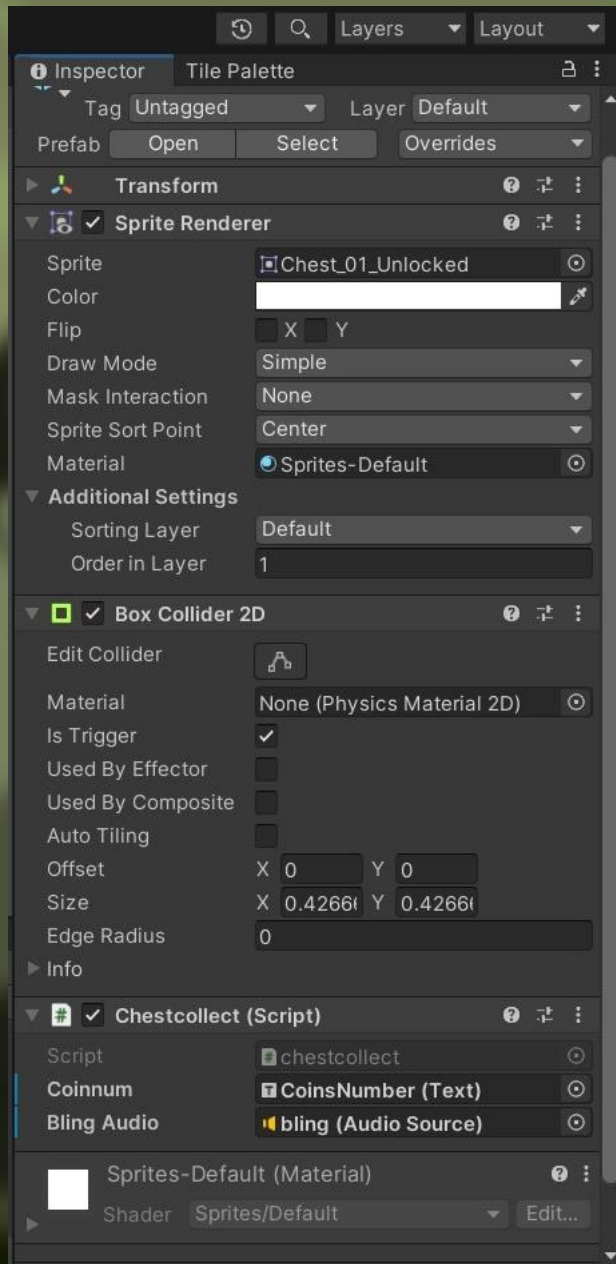 Layers Layout
Inspector Tile Palette
Tag Untagged Layer Default
Prefab Open Select Overrides
Transform
Sprite Renderer
Sprite Chest_01_Unlocked
Color
Flip X Y
Draw Mode Simple
Mask Interaction None
Sprite Sort Point Center
Material Sprites-Default
Additional Settings
Sorting Layer Default
Order in Layer 1
Box Collider 2D
Edit Collider
Material None (Physics Material 2D)
Is Trigger
Used By Effector
Used By Composite
Auto Tiling
Offset X 0 Y 0
Size X 0.4266 Y 0.4266
Edge Radius 0
Info
# Chestcollect (Script)
Script # chestcollect
Coinnum T CoinsNumber (Text)
Bling Audio bling (Audio Source)
Sprites-Default (Material)
Shader Sprites/Default Edit...